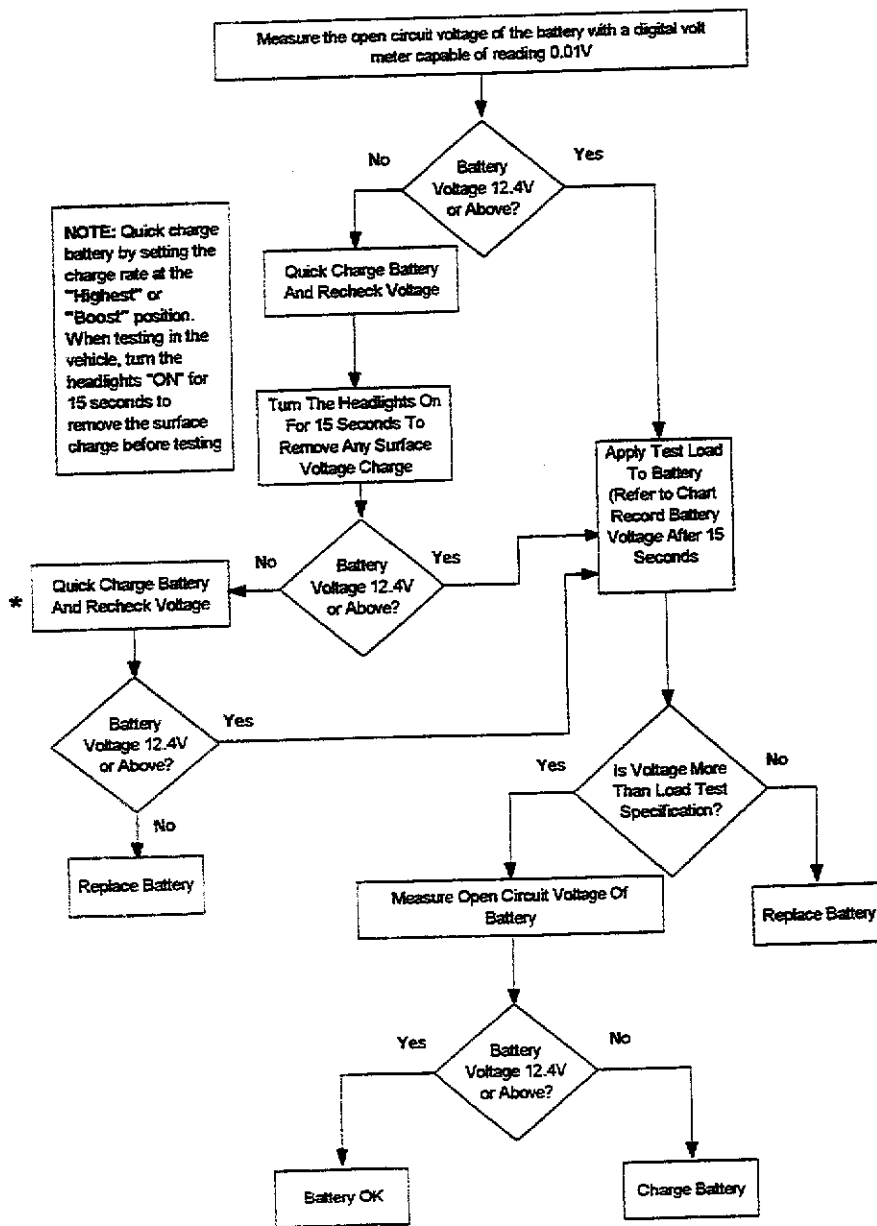 Measure the open circuit voltage of the battery with a digital volt
meter capable of reading 0.01V
No
Yes
Battery
Voltage 12.4V
or Above?
NOTE: Quick charge
battery by setting the
charge rate at the
"Highest" or
"Boost" position.
When testing in the
vehicle, turn the
headlights "ON" for
15 seconds to
remove the surface
charge before testing
Quick Charge Battery
And Recheck Voltage
Turn The Headlights On
For 15 Seconds To
Remove Any Surface
Voltage Charge
Apply Test Load
To Battery
(Refer to Chart
Record Battery
Voltage After 15
Seconds
No
Battery
Voltage 12.4V
or Above?
Yes
*
Quick Charge Battery
And Recheck Voltage
Battery
Voltage 12.4V
or Above?
Yes
No
Replace Battery
Yes
Is Voltage More
Than Load Test
Specification?
No
Measure Open Circuit Voltage Of
Battery
Replace Battery
Yes
Battery
Voltage 12.4V
or Above?
No
Battery OK
Charge Battery